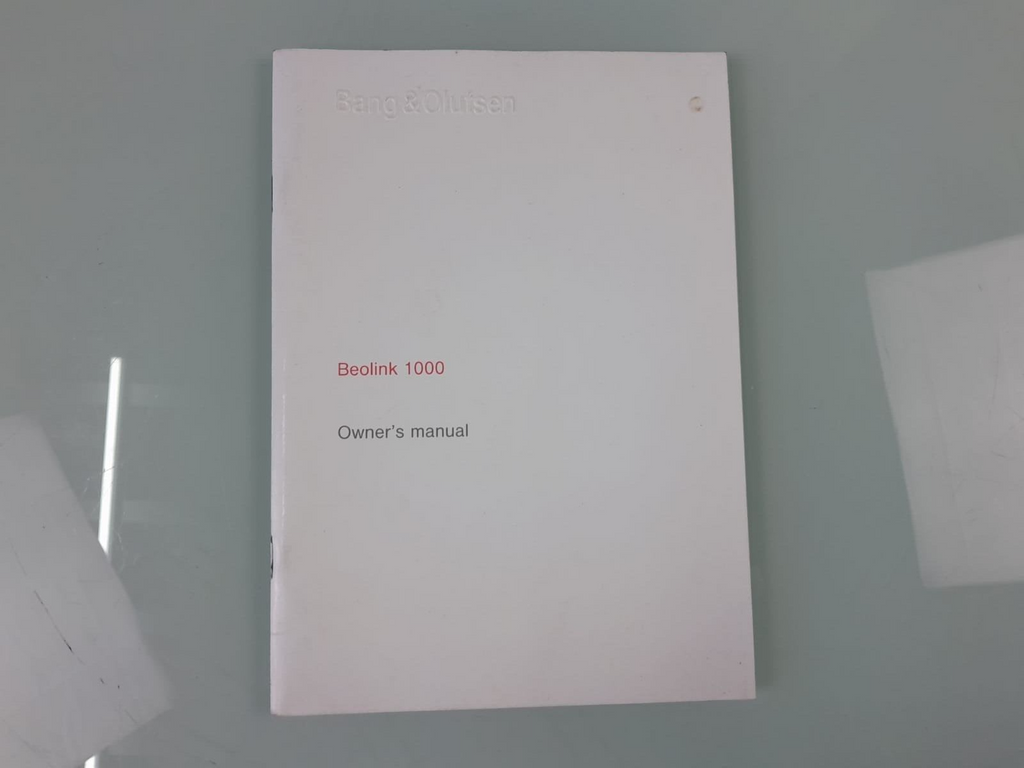 Bang & Olufsen
Beolink 1000
Owner's manual